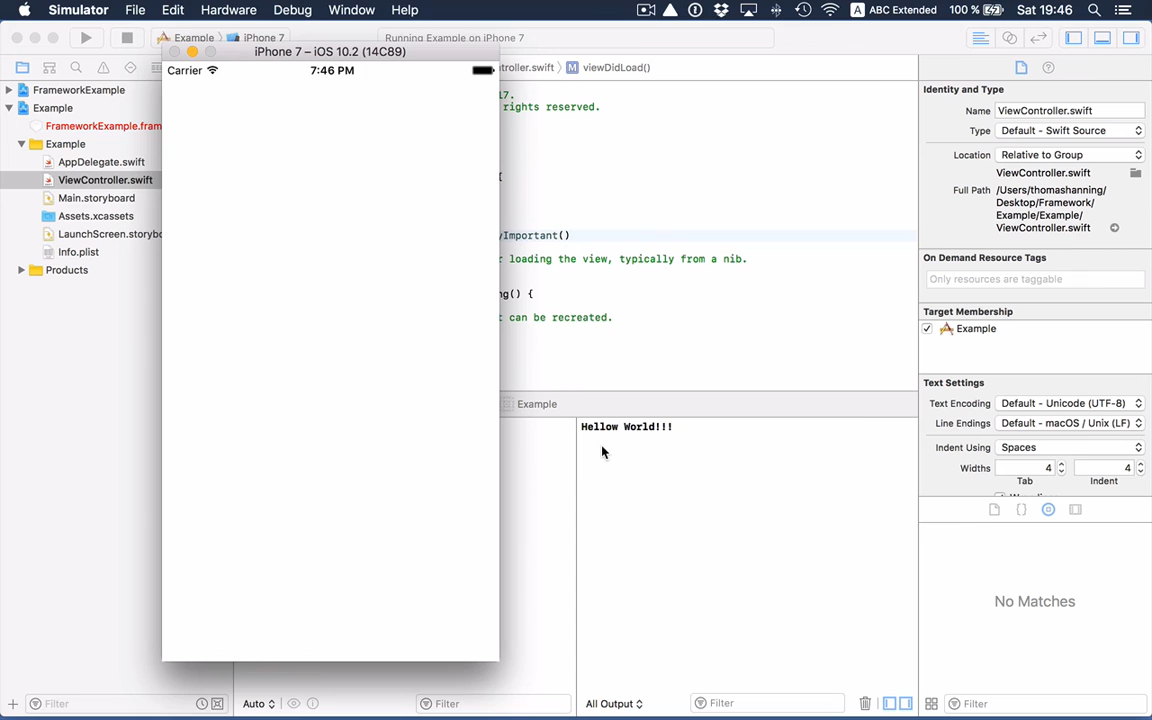 Simulator File Edit Hardware Debug Window Help A ABC Extended 100 % Sat 19:46
Example iPhone 7 Running Example on iPhone 7
iPhone 7 – iOS 10.2 (14C89)
ntroller.swift viewDidLoad()
Carrier 7:46 PM
FrameworkExample
Example
FrameworkExample.fram
Example
AppDelegate.swift
ViewController.swift
Main.storyboard
Assets.xcassets
LaunchScreen.storybo
Info.plist
Products
17.
rights reserved.
{
yImportant()
r loading the view, typically from a nib.
ng() {
t can be recreated.
Example
Hellow World!!!
Identity and Type
Name ViewController.swift
Type Default - Swift Source
Location Relative to Group
ViewController.swift
Full Path /Users/thomashanning/
Desktop/Framework/
Example/Example/
ViewController.swift
On Demand Resource Tags
Only resources are taggable
Target Membership
Example
Text Settings
Text Encoding Default - Unicode (UTF-8)
Line Endings Default - macOS / Unix (LF)
Indent Using Spaces
Widths 4 4
Tab Indent
No Matches
Filter Auto Filter All Output Filter Filter